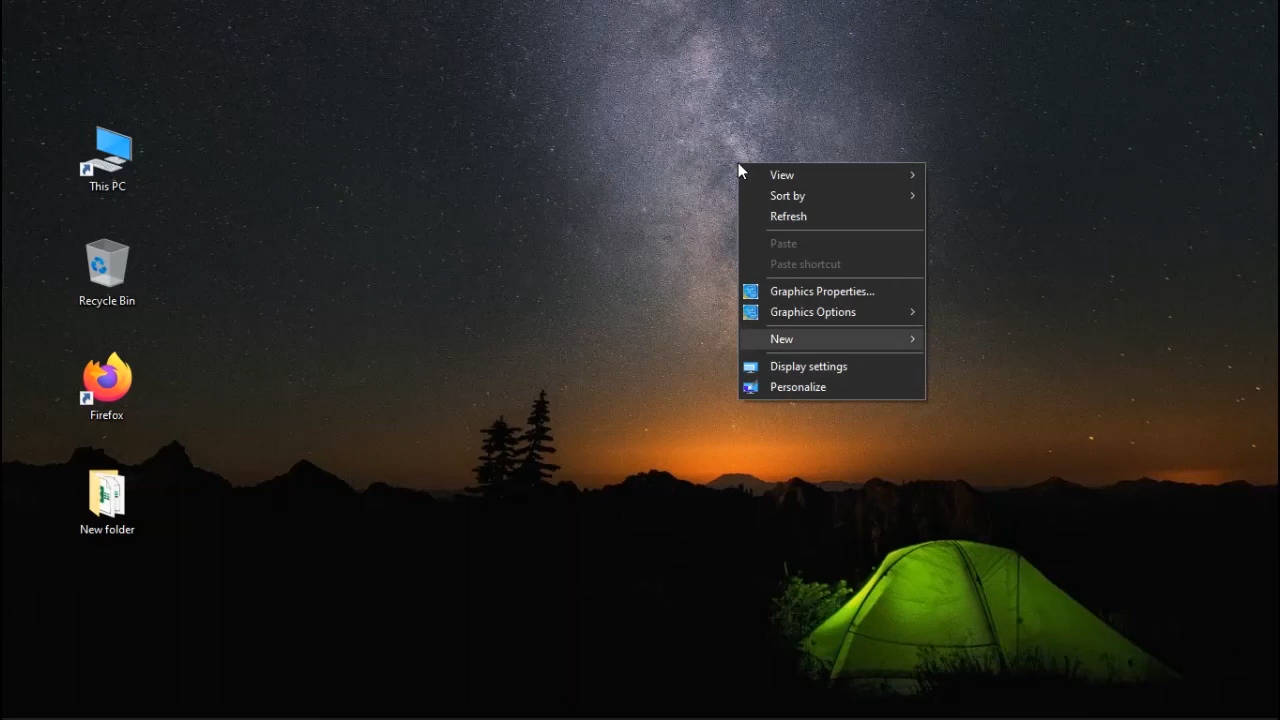 This PC
Recycle Bin
Firefox
New folder
View
Sort by
Refresh
Paste
Paste shortcut
Graphics Properties...
Graphics Options
New
Display settings
Personalize